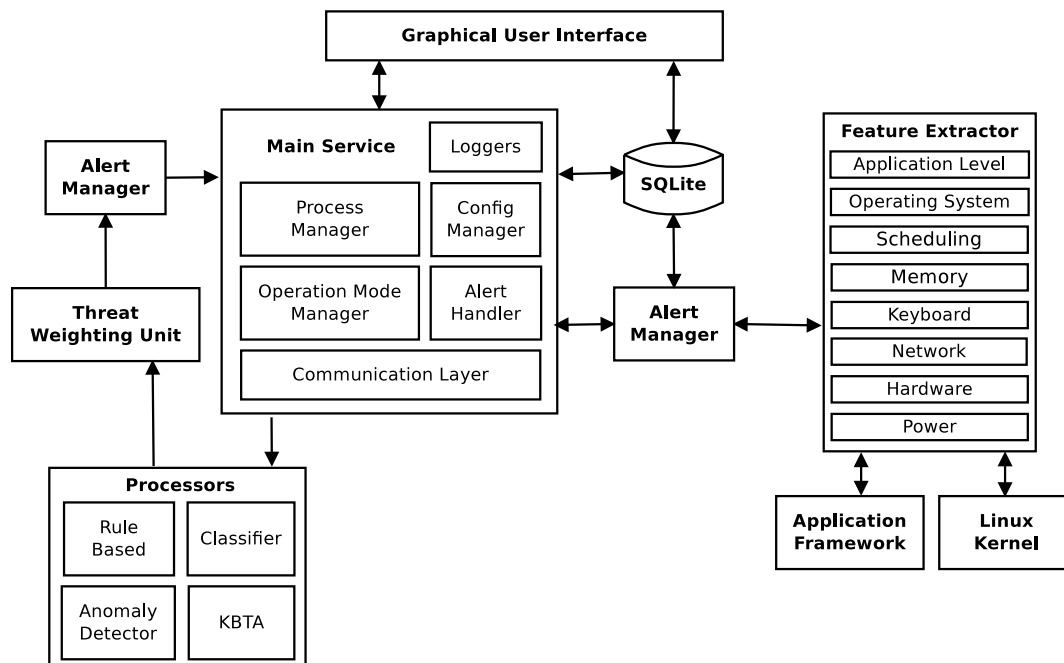 Graphical User Interface
Main Service
Loggers
Process
Manager
Config
Manager
Operation Mode
Manager
Alert
Handler
Communication Layer
Alert
Manager
Threat
Weighting Unit
Processors
Rule
Based
Classifier
Anomaly
Detector
KBTA
SQLite
Alert
Manager
Feature Extractor
Application Level
Operating System
Scheduling
Memory
Keyboard
Network
Hardware
Power
Application
Framework
Linux
Kernel